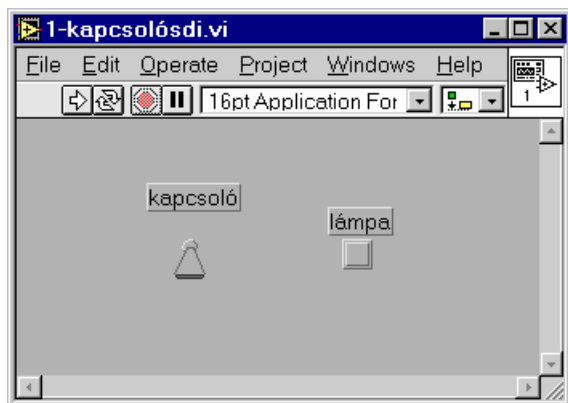 1-kapcsolósdi.vi
File Edit Operate Project Windows Help
16pt Application For
1
kapcsoló
lámpa